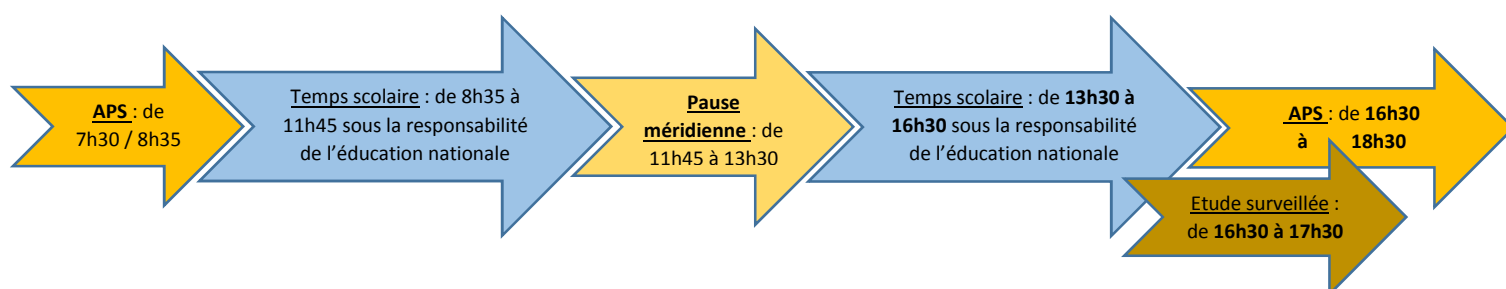 APS : de
7h30 / 8h35
Temps scolaire : de 8h35 à
11h45 sous la responsabilité
de l’éducation nationale
Pause
méridienne : de
11h45 à 13h30
Temps scolaire : de 13h30 à
16h30 sous la responsabilité
de l’éducation nationale
APS : de 16h30
à 18h30
Etude surveillée :
de 16h30 à 17h30